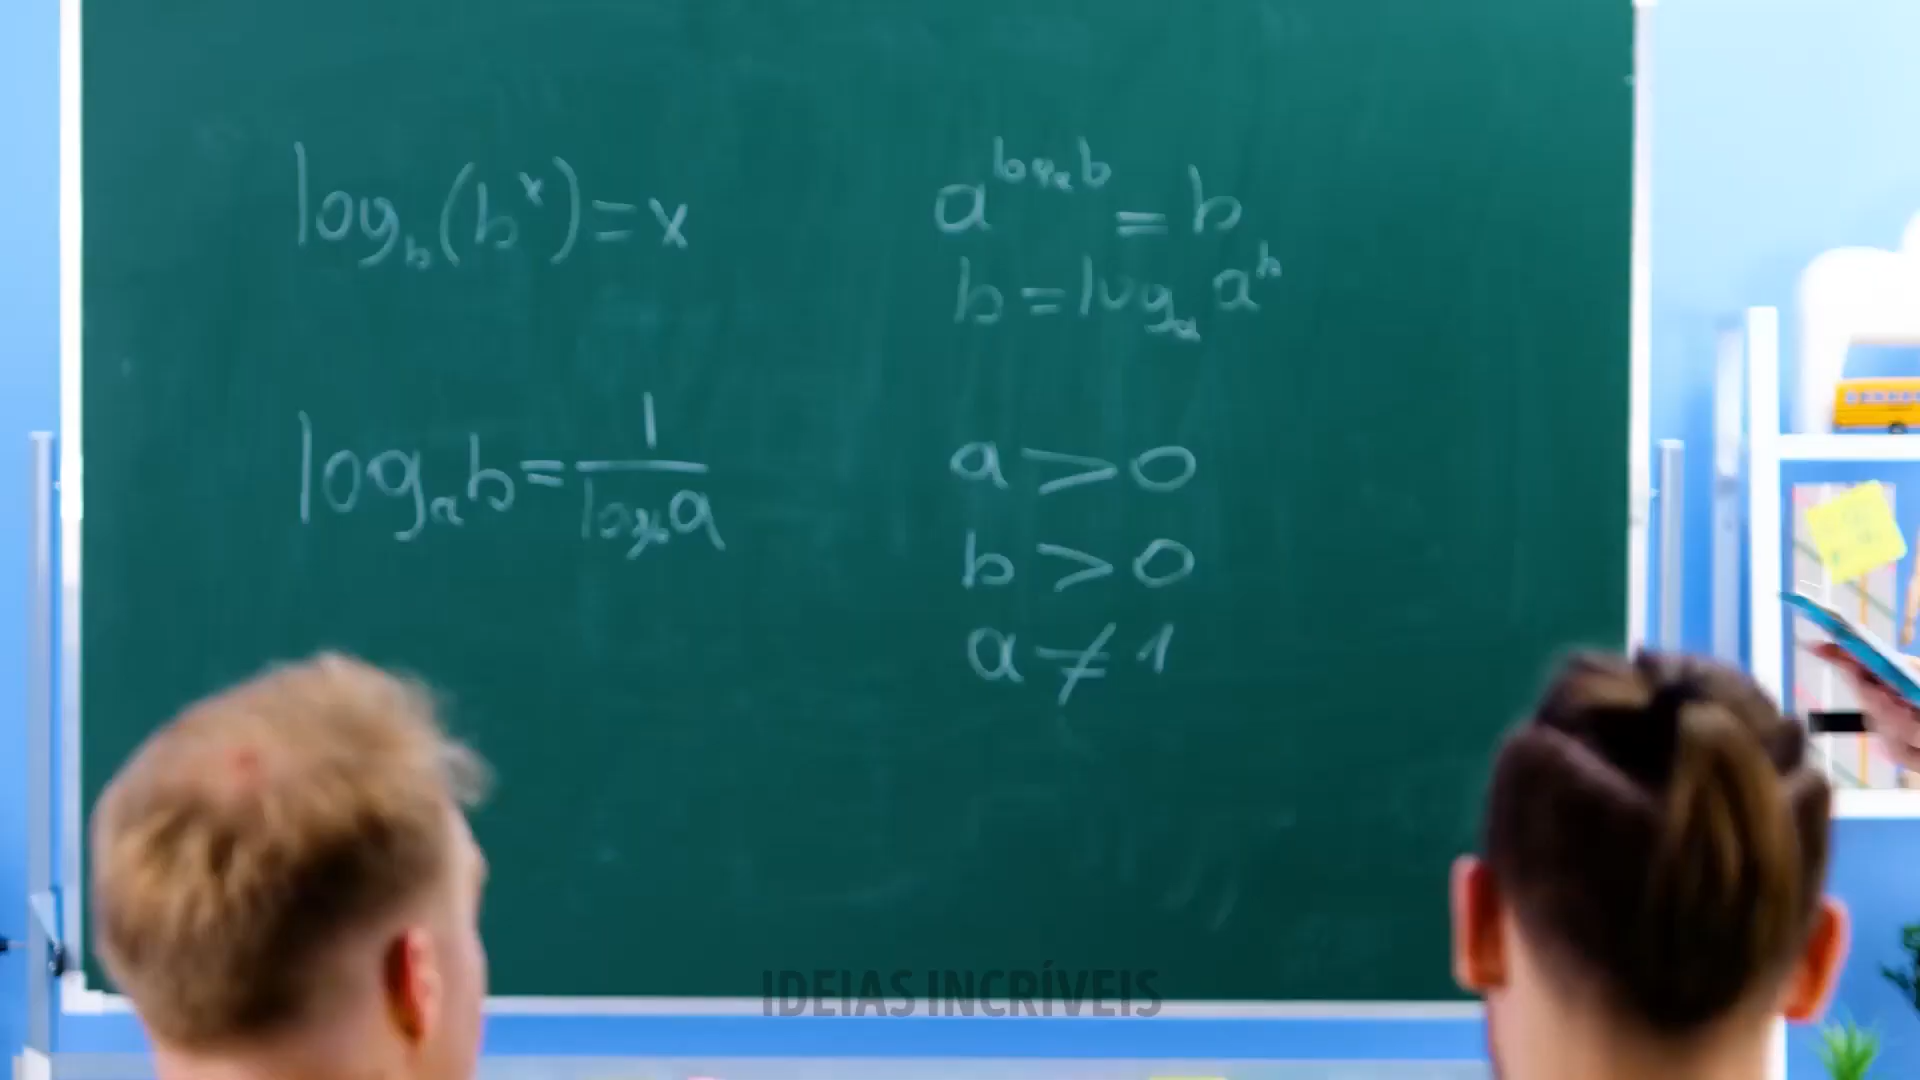 log_b(b^x)=x
a^{log_a b}=b
b=log_a a^b
log_a b=1/log_b a
a>0
b>0
a≠1
IDEIAS INCRÍVEIS